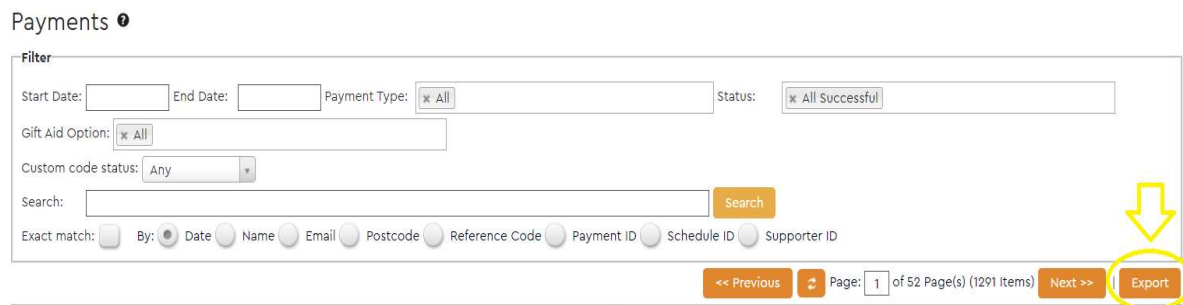 Payments ?
Filter
Start Date: End Date: Payment Type: × All Status: × All Successful
Gift Aid Option: × All
Custom code status: Any
Search: Search
Exact match: By: Date Name Email Postcode Reference Code Payment ID Schedule ID Supporter ID
<< Previous Page: 1 of 52 Page(s) (1291 Items) Next >> | Export